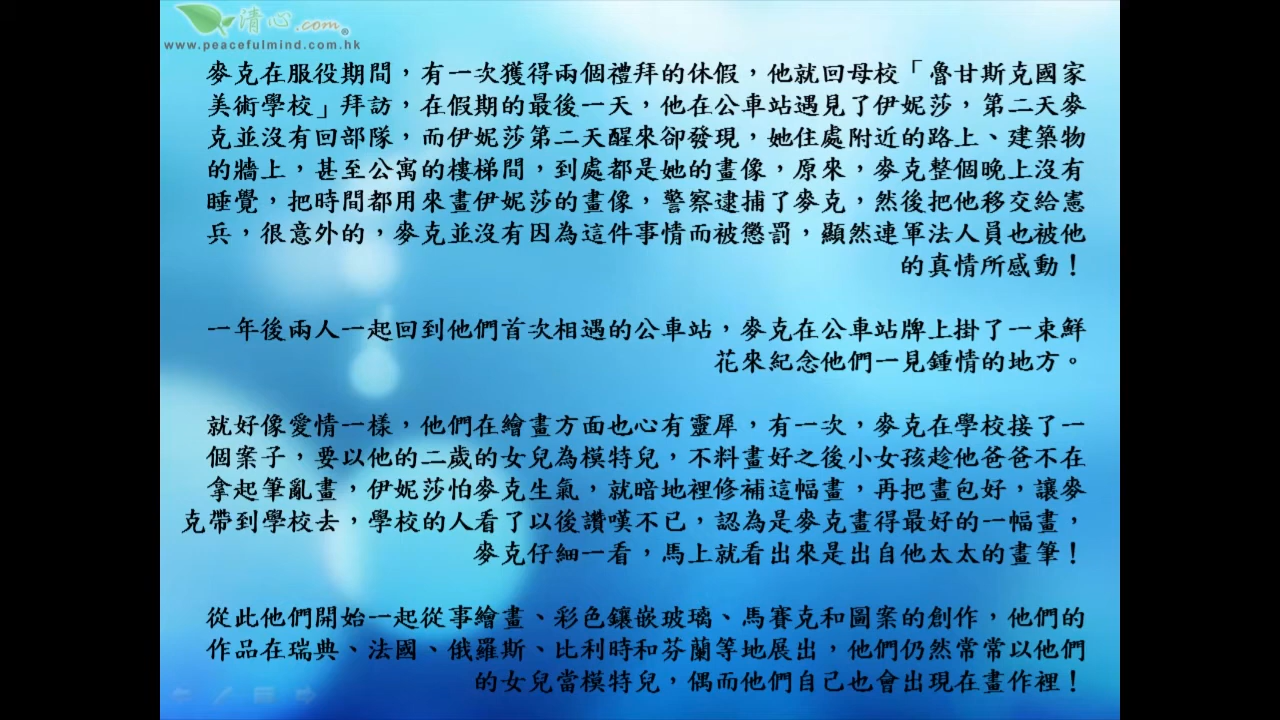 清心.com®
www.peacefulmind.com.hk
麥克在服役期間，有一次獲得兩個禮拜的休假，他就回母校「魯甘斯克國家
美術學校」拜訪，在假期的最後一天，他在公車站遇見了伊妮莎，第二天麥
克並沒有回部隊，而伊妮莎第二天醒來卻發現，她住處附近的路上、建築物
的牆上，甚至公寓的樓梯間，到處都是她的畫像，原來，麥克整個晚上沒有
睡覺，把時間都用來畫伊妮莎的畫像，警察逮捕了麥克，然後把他移交給憲
兵，很意外的，麥克並沒有因為這件事情而被懲罰，顯然連軍法人員也被他
的真情所感動！
一年後兩人一起回到他們首次相遇的公車站，麥克在公車站牌上掛了一束鮮
花來紀念他們一見鍾情的地方。
就好像愛情一樣，他們在繪畫方面也心有靈犀，有一次，麥克在學校接了一
個案子，要以他的二歲的女兒為模特兒，不料畫好之後小女孩趁他爸爸不在
拿起筆亂畫，伊妮莎怕麥克生氣，就暗地裡修補這幅畫，再把畫包好，讓麥
克帶到學校去，學校的人看了以後讚嘆不已，認為是麥克畫得最好的一幅畫，
麥克仔細一看，馬上就看出來是出自他太太的畫筆！
從此他們開始一起從事繪畫、彩色鑲嵌玻璃、馬賽克和圖案的創作，他們的
作品在瑞典、法國、俄羅斯、比利時和芬蘭等地展出，他們仍然常常以他們
的女兒當模特兒，偶而他們自己也會出現在畫作裡！